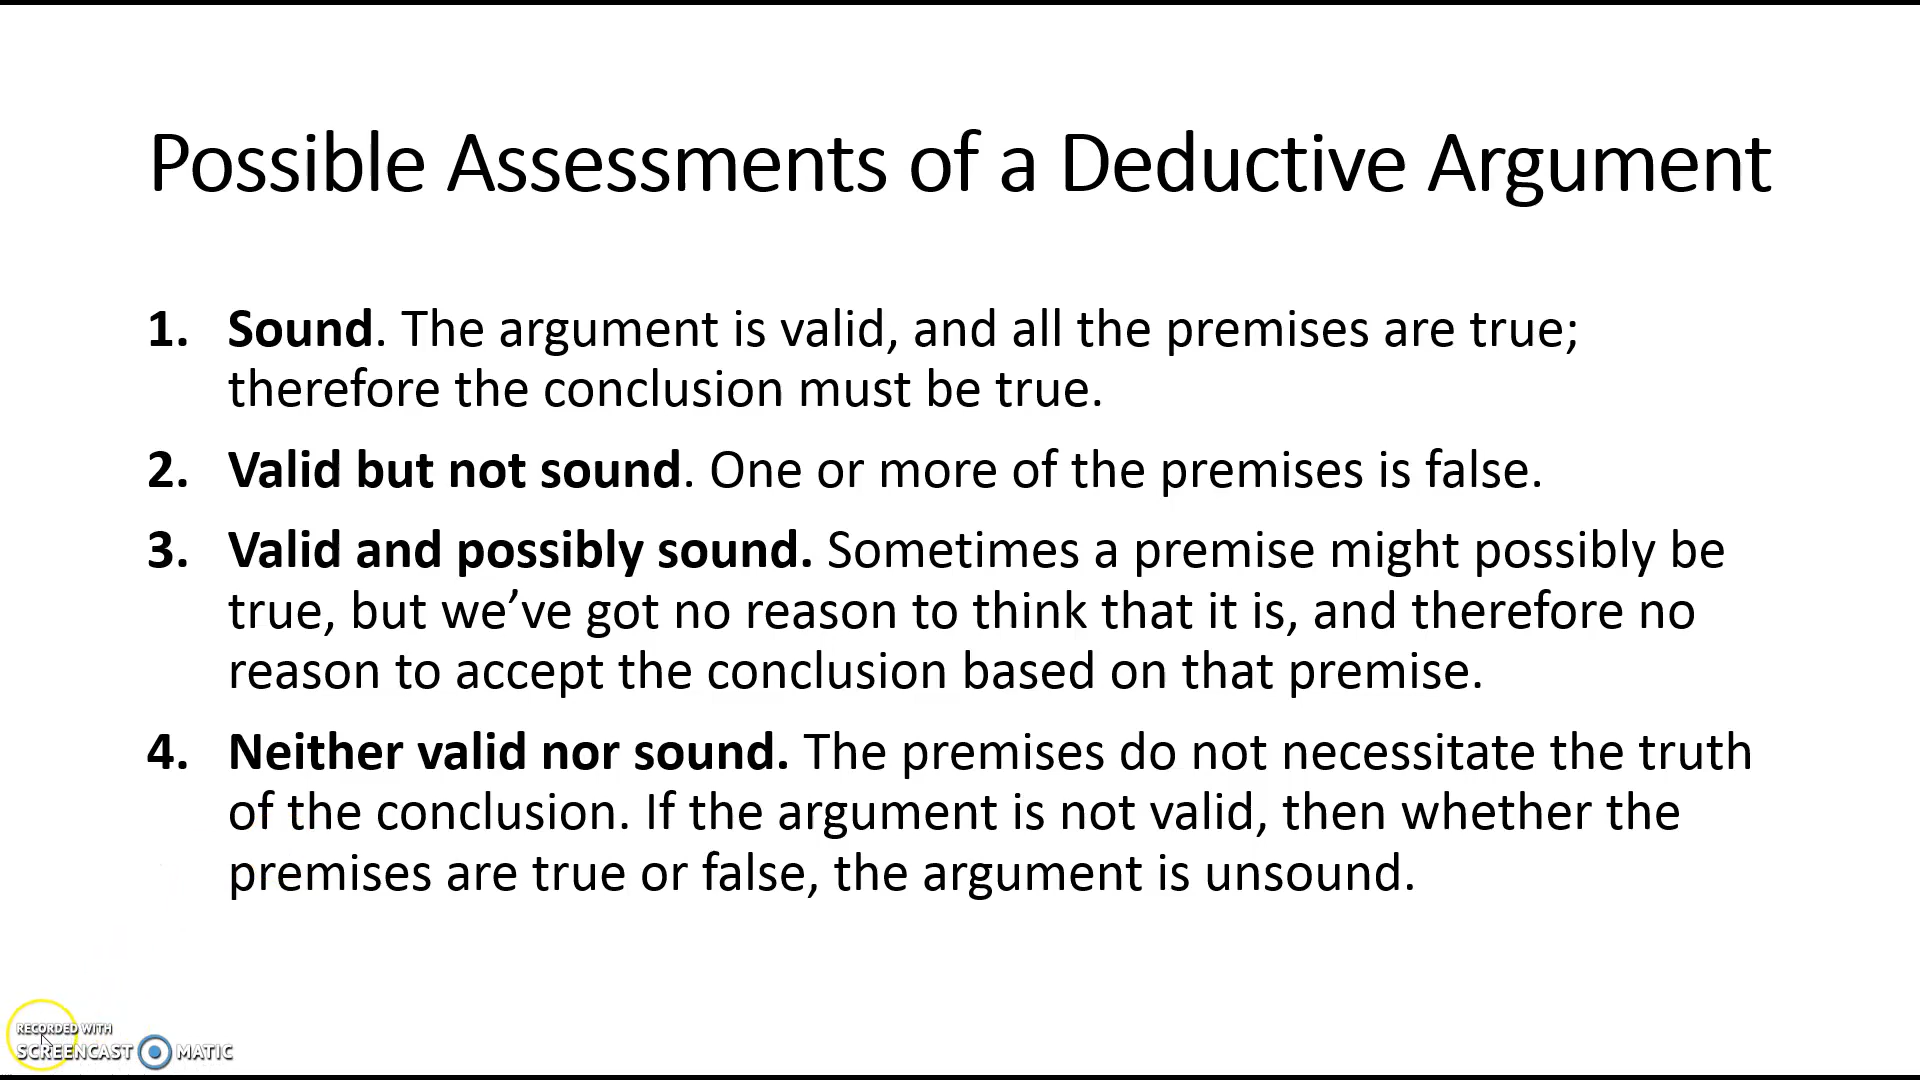 Possible Assessments of a Deductive Argument
1. Sound. The argument is valid, and all the premises are true;
therefore the conclusion must be true.
2. Valid but not sound. One or more of the premises is false.
3. Valid and possibly sound. Sometimes a premise might possibly be
true, but we’ve got no reason to think that it is, and therefore no
reason to accept the conclusion based on that premise.
4. Neither valid nor sound. The premises do not necessitate the truth
of the conclusion. If the argument is not valid, then whether the
premises are true or false, the argument is unsound.
RECORDED WITH
SCREENCAST MATIC